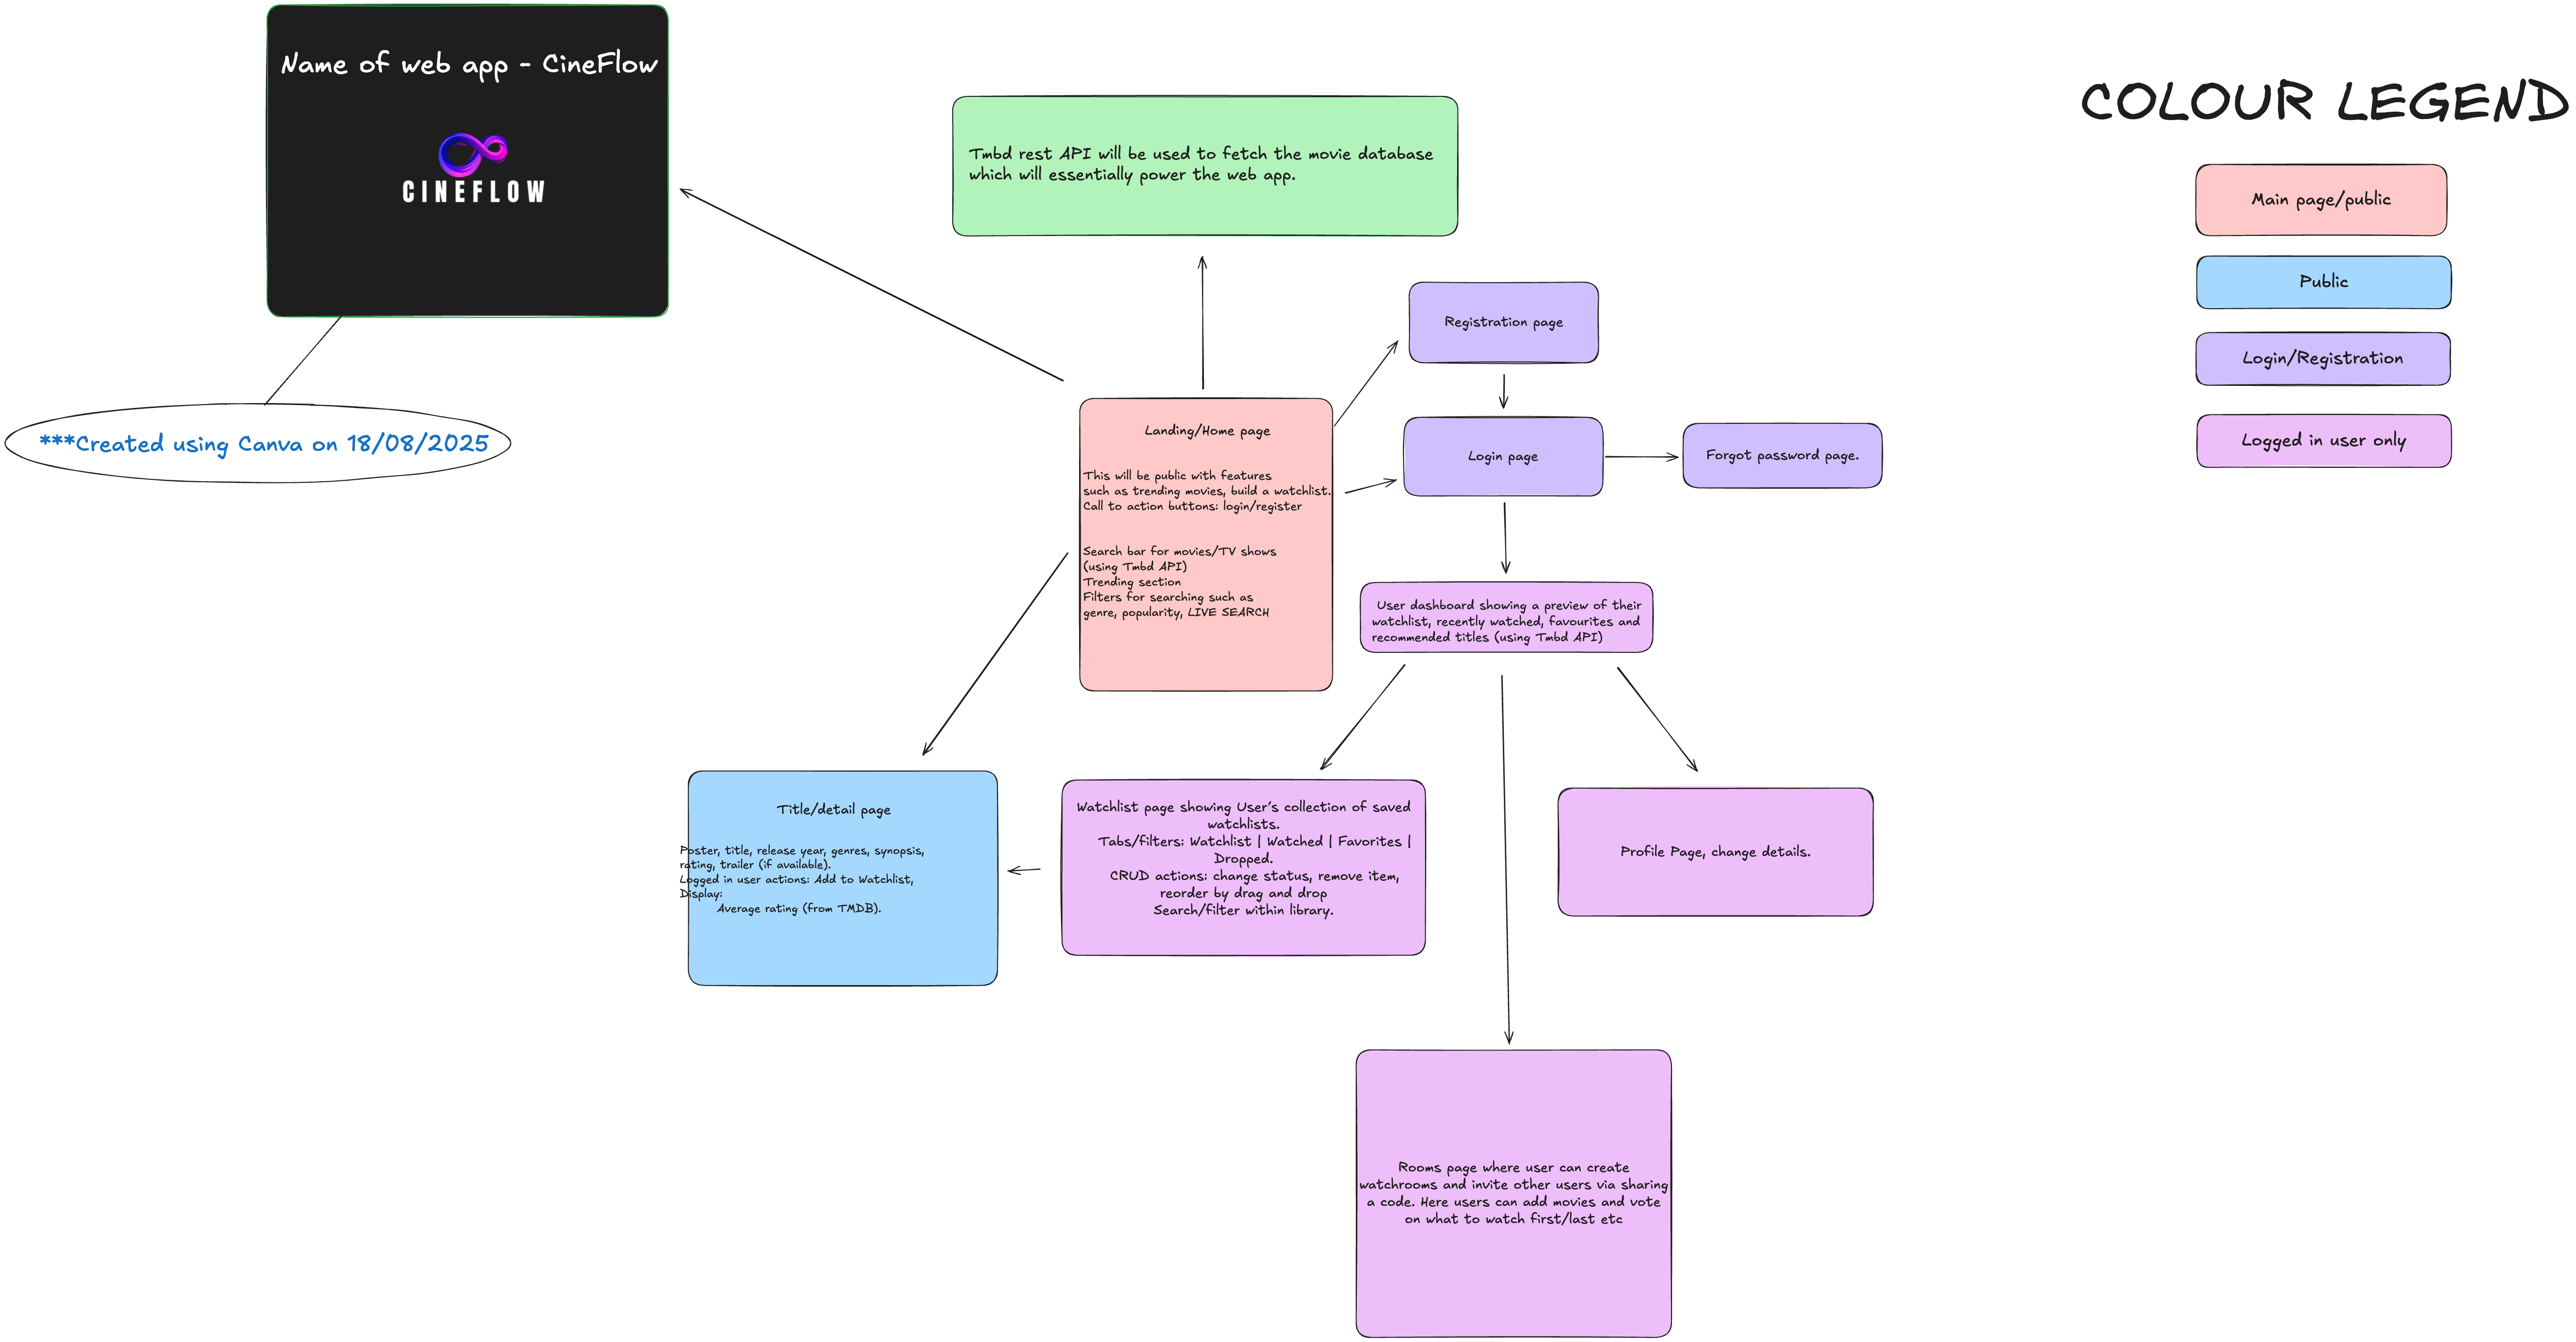 Name of web app - CineFlow
CINEFLOW
***Created using Canva on 18/08/2025
Tmbd rest API will be used to fetch the movie database
which will essentially power the web app.
COLOUR LEGEND
Main page/public
Public
Login/Registration
Logged in user only
Registration page
Login page
Forgot password page.
Landing/Home page
This will be public with features
such as trending movies, build a watchlist.
Call to action buttons: login/register
Search bar for movies/TV shows
(using Tmbd API)
Trending section
Filters for searching such as
genre, popularity, LIVE SEARCH
User dashboard showing a preview of their
watchlist, recently watched, favourites and
recommended titles (using Tmbd API)
Title/detail page
Poster, title, release year, genres, synopsis,
rating, trailer (if available).
Logged in user actions: Add to Watchlist,
Display:
Average rating (from TMDB).
Watchlist page showing User's collection of saved
watchlists.
Tabs/filters: Watchlist | Watched | Favorites |
Dropped.
CRUD actions: change status, remove item,
reorder by drag and drop
Search/filter within library.
Profile Page, change details.
Rooms page where user can create
watchrooms and invite other users via sharing
a code. Here users can add movies and vote
on what to watch first/last etc